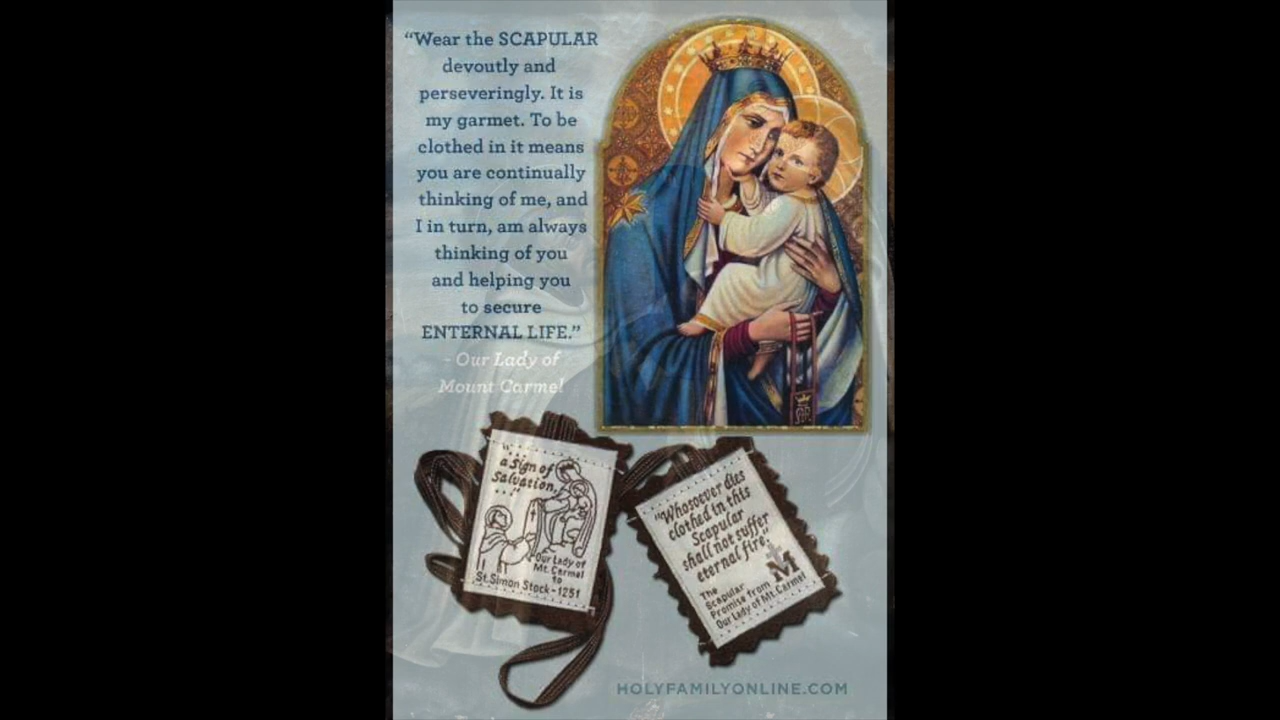 “Wear the SCAPULAR
devoutly and
perseveringly. It is
my garmet. To be
clothed in it means
you are continually
thinking of me, and
I in turn, am always
thinking of you
and helping you
to secure
ENTERNAL LIFE.”
- Our Lady of
Mount Carmel
“...
a Sign of
Salvation.
...”
Our Lady of
Mt. Carmel
to
St. Simon Stock - 1251
“Whosoever dies
clothed in this
Scapular
shall not suffer
eternal fire.”
M
The
Scapular
Promise from
Our Lady of Mt. Carmel
HOLYFAMILYONLINE.COM